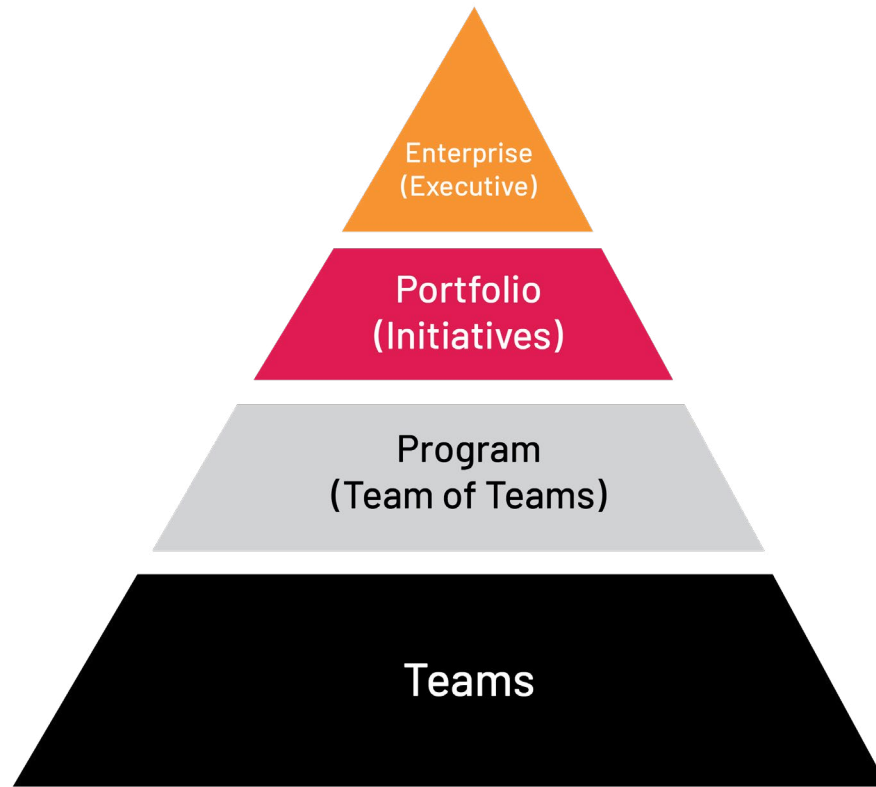 Enterprise
(Executive)
Portfolio
(Initiatives)
Program
(Team of Teams)
Teams